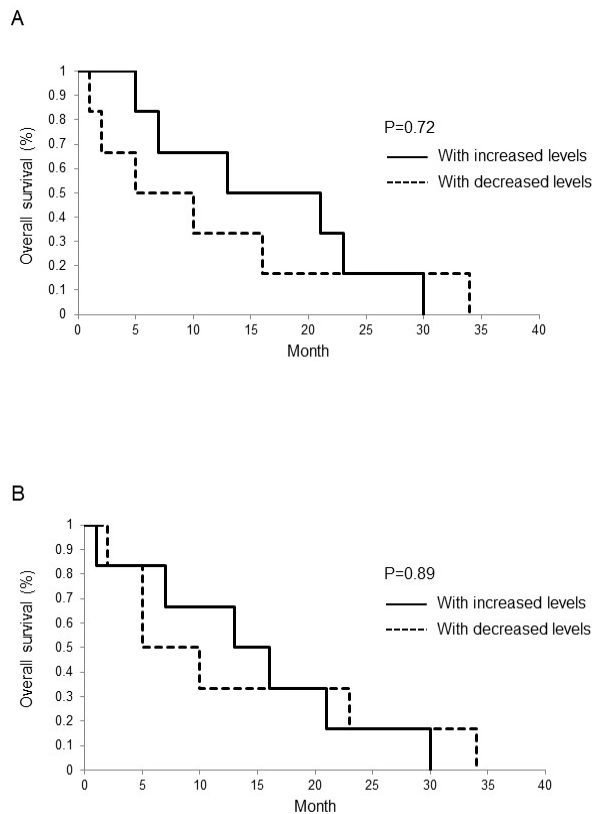 A
1
0.9
0.8
0.7
0.6
0.5
0.4
0.3
0.2
0.1
0
Overall survival (%)
P=0.72
With increased levels
With decreased levels
0 5 10 15 20 25 30 35 40
Month
B
1
0.9
0.8
0.7
0.6
0.5
0.4
0.3
0.2
0.1
0
Overall survival (%)
P=0.89
With increased levels
With decreased levels
0 5 10 15 20 25 30 35 40
Month